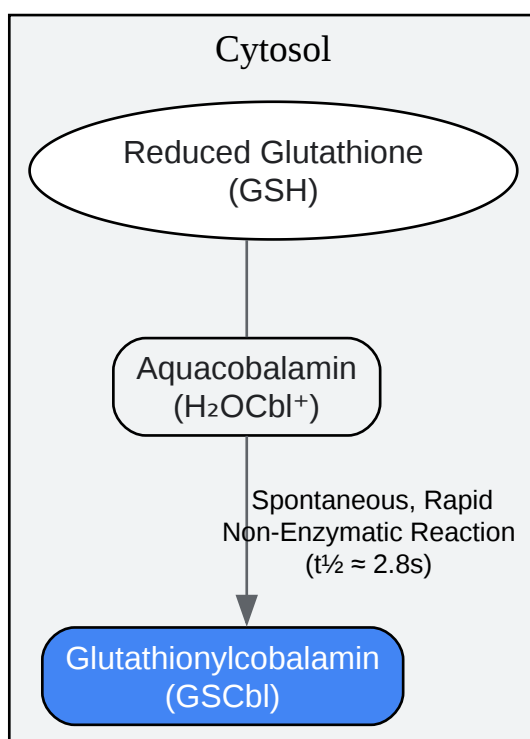 Cytosol
Reduced Glutathione
(GSH)
Aquacobalamin
(H₂OCbl⁺)
Spontaneous, Rapid
Non-Enzymatic Reaction
(t½ ≈ 2.8s)
Glutathionylcobalamin
(GSCbl)